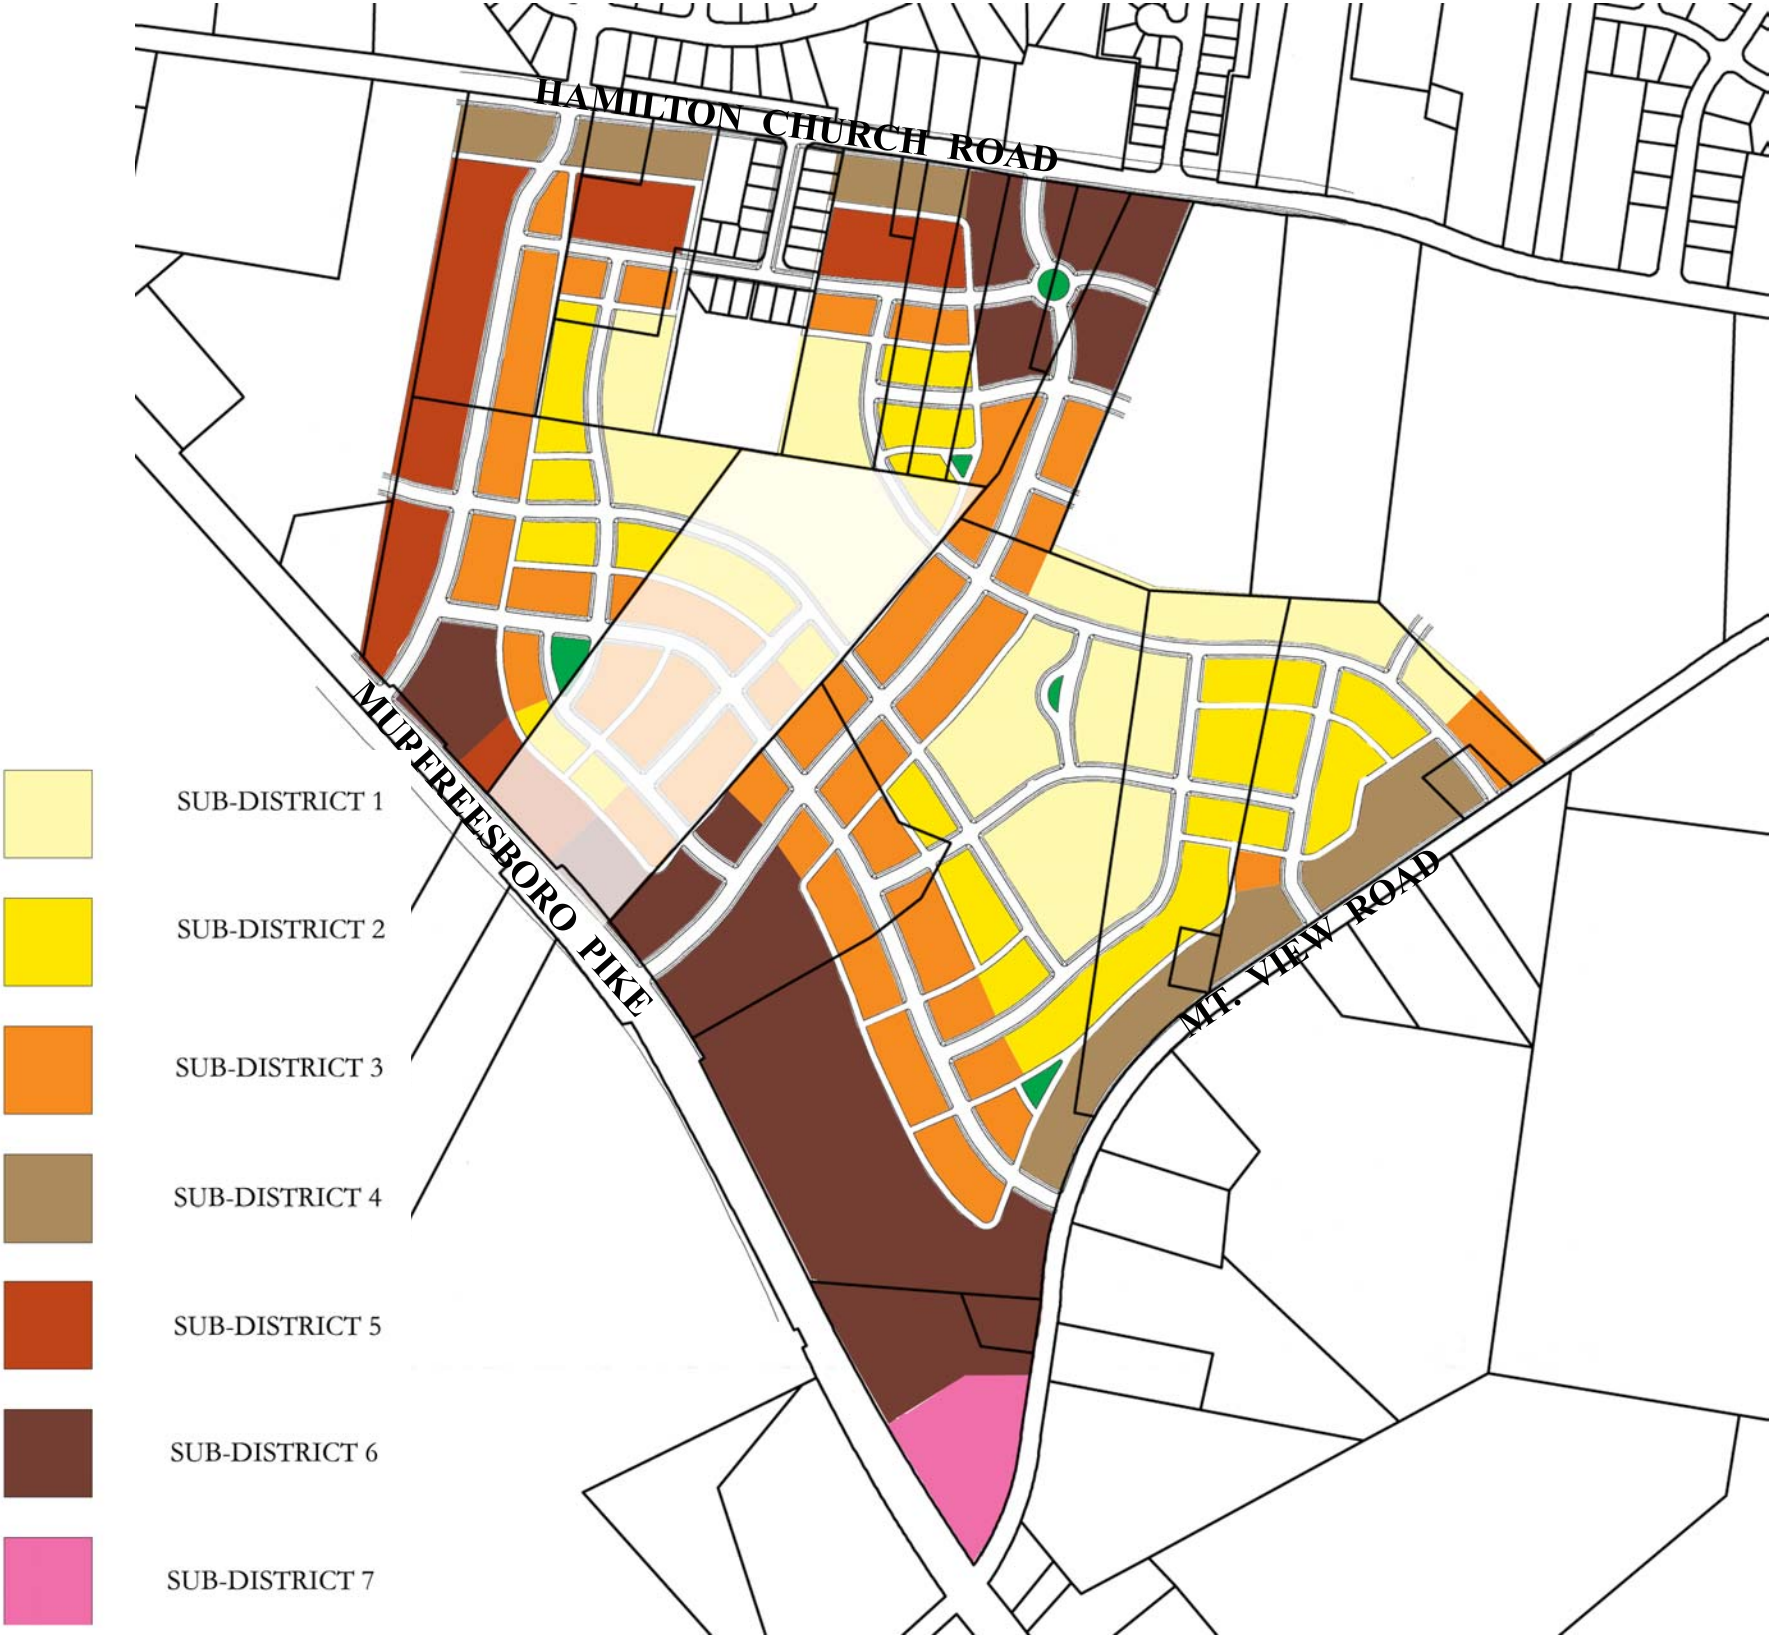 HAMILTON CHURCH ROAD
MURFREESBORO PIKE
MT. VIEW ROAD
SUB-DISTRICT 1
SUB-DISTRICT 2
SUB-DISTRICT 3
SUB-DISTRICT 4
SUB-DISTRICT 5
SUB-DISTRICT 6
SUB-DISTRICT 7